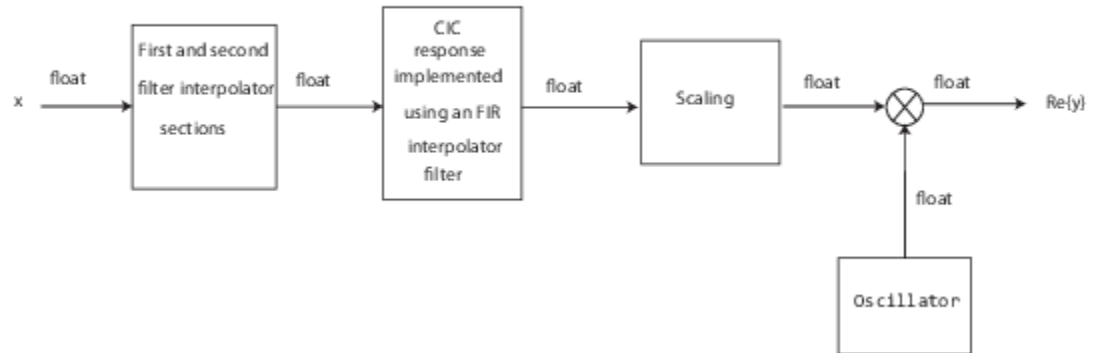 x
float
First and second
filter interpolator
sections
float
CIC
response
implemented
using an FIR
interpolator
filter
float
Scaling
float
float
Re{y}
float
Oscillator